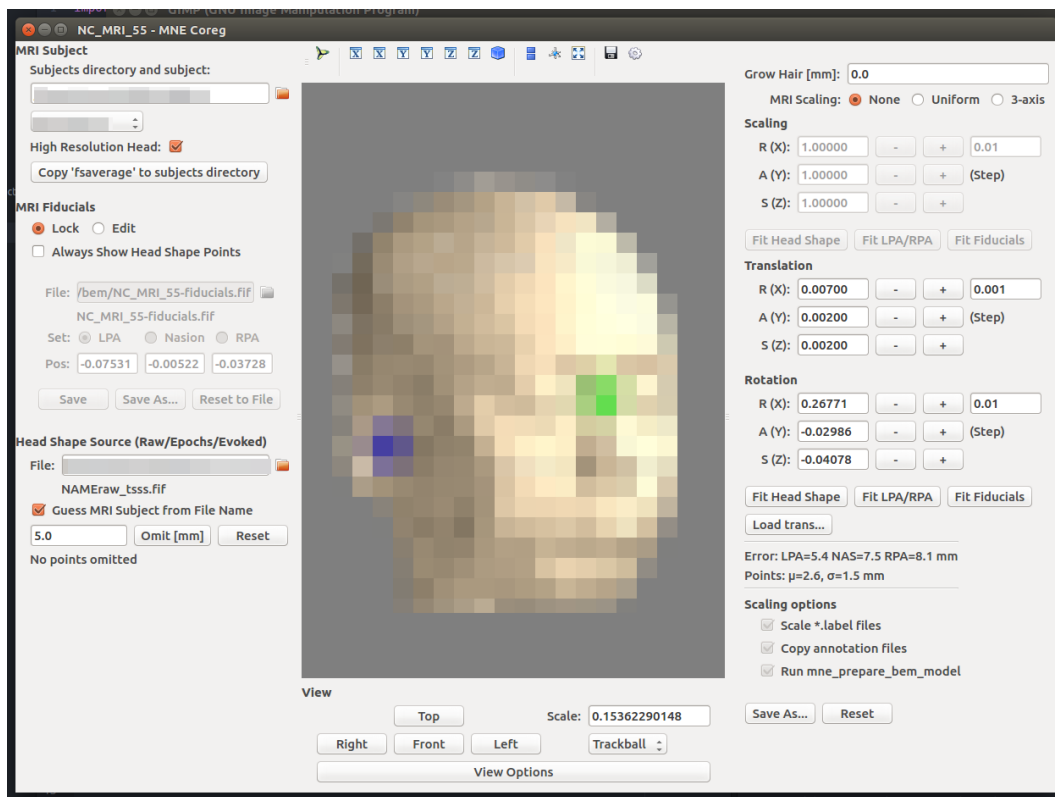 NC_MRI_55 - MNE Coreg
MRI Subject
Subjects directory and subject:
High Resolution Head:
Copy 'fsaverage' to subjects directory
MRI Fiducials
Lock Edit
Always Show Head Shape Points
File: /bem/NC_MRI_55-fiducials.fif
NC_MRI_55-fiducials.fif
Set: LPA Nasion RPA
Pos: -0.07531 -0.00522 -0.03728
Save Save As... Reset to File
Head Shape Source (Raw/Epochs/Evoked)
File:
NAMEraw_tsss.fif
Guess MRI Subject from File Name
5.0 Omit [mm] Reset
No points omitted
X X Y Y Z Z
View
Top Scale: 0.15362290148
Right Front Left Trackball
View Options
Grow Hair [mm]: 0.0
MRI Scaling: None Uniform 3-axis
Scaling
R (X): 1.00000 - + 0.01
A (Y): 1.00000 - + (Step)
S (Z): 1.00000 - +
Fit Head Shape Fit LPA/RPA Fit Fiducials
Translation
R (X): 0.00700 - + 0.001
A (Y): 0.00200 - + (Step)
S (Z): 0.00200 - +
Rotation
R (X): 0.26771 - + 0.01
A (Y): -0.02986 - + (Step)
S (Z): -0.04078 - +
Fit Head Shape Fit LPA/RPA Fit Fiducials
Load trans...
Error: LPA=5.4 NAS=7.5 RPA=8.1 mm
Points: μ=2.6, σ=1.5 mm
Scaling options
Scale *.label files
Copy annotation files
Run mne_prepare_bem_model
Save As... Reset